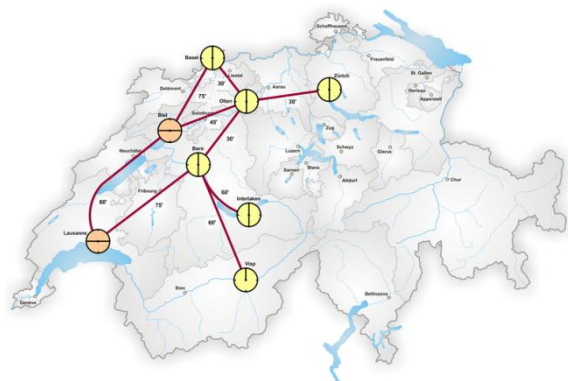 Schaffhausen
Basel
Liestal
Frauenfeld
Zürich
St. Gallen
Herisau
Appenzell
Delémont
75'
30'
Aarau
Olten
30'
Solothurn
45'
Biel
30'
Zug
Neuchâtel
Bern
Luzern
Schwyz
Glarus
Stans
Sarnen
Altdorf
Chur
Fribourg
60'
60'
75'
Interlaken
60'
Lausanne
Visp
Sion
Bellinzona
Genève